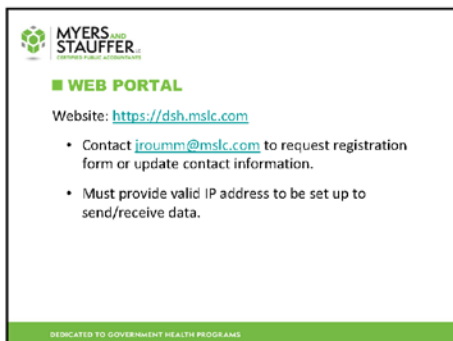 MYERS AND
STAUFFER LC
CERTIFIED PUBLIC ACCOUNTANTS
■ WEB PORTAL
Website: https://dsh.mslc.com
• Contact jroumm@mslc.com to request registration
form or update contact information.
• Must provide valid IP address to be set up to
send/receive data.
DEDICATED TO GOVERNMENT HEALTH PROGRAMS